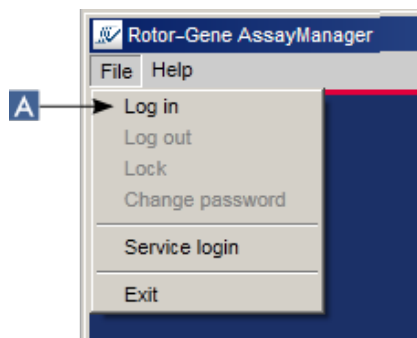 Rotor-Gene AssayManager
File Help
A
Log in
Log out
Lock
Change password
Service login
Exit